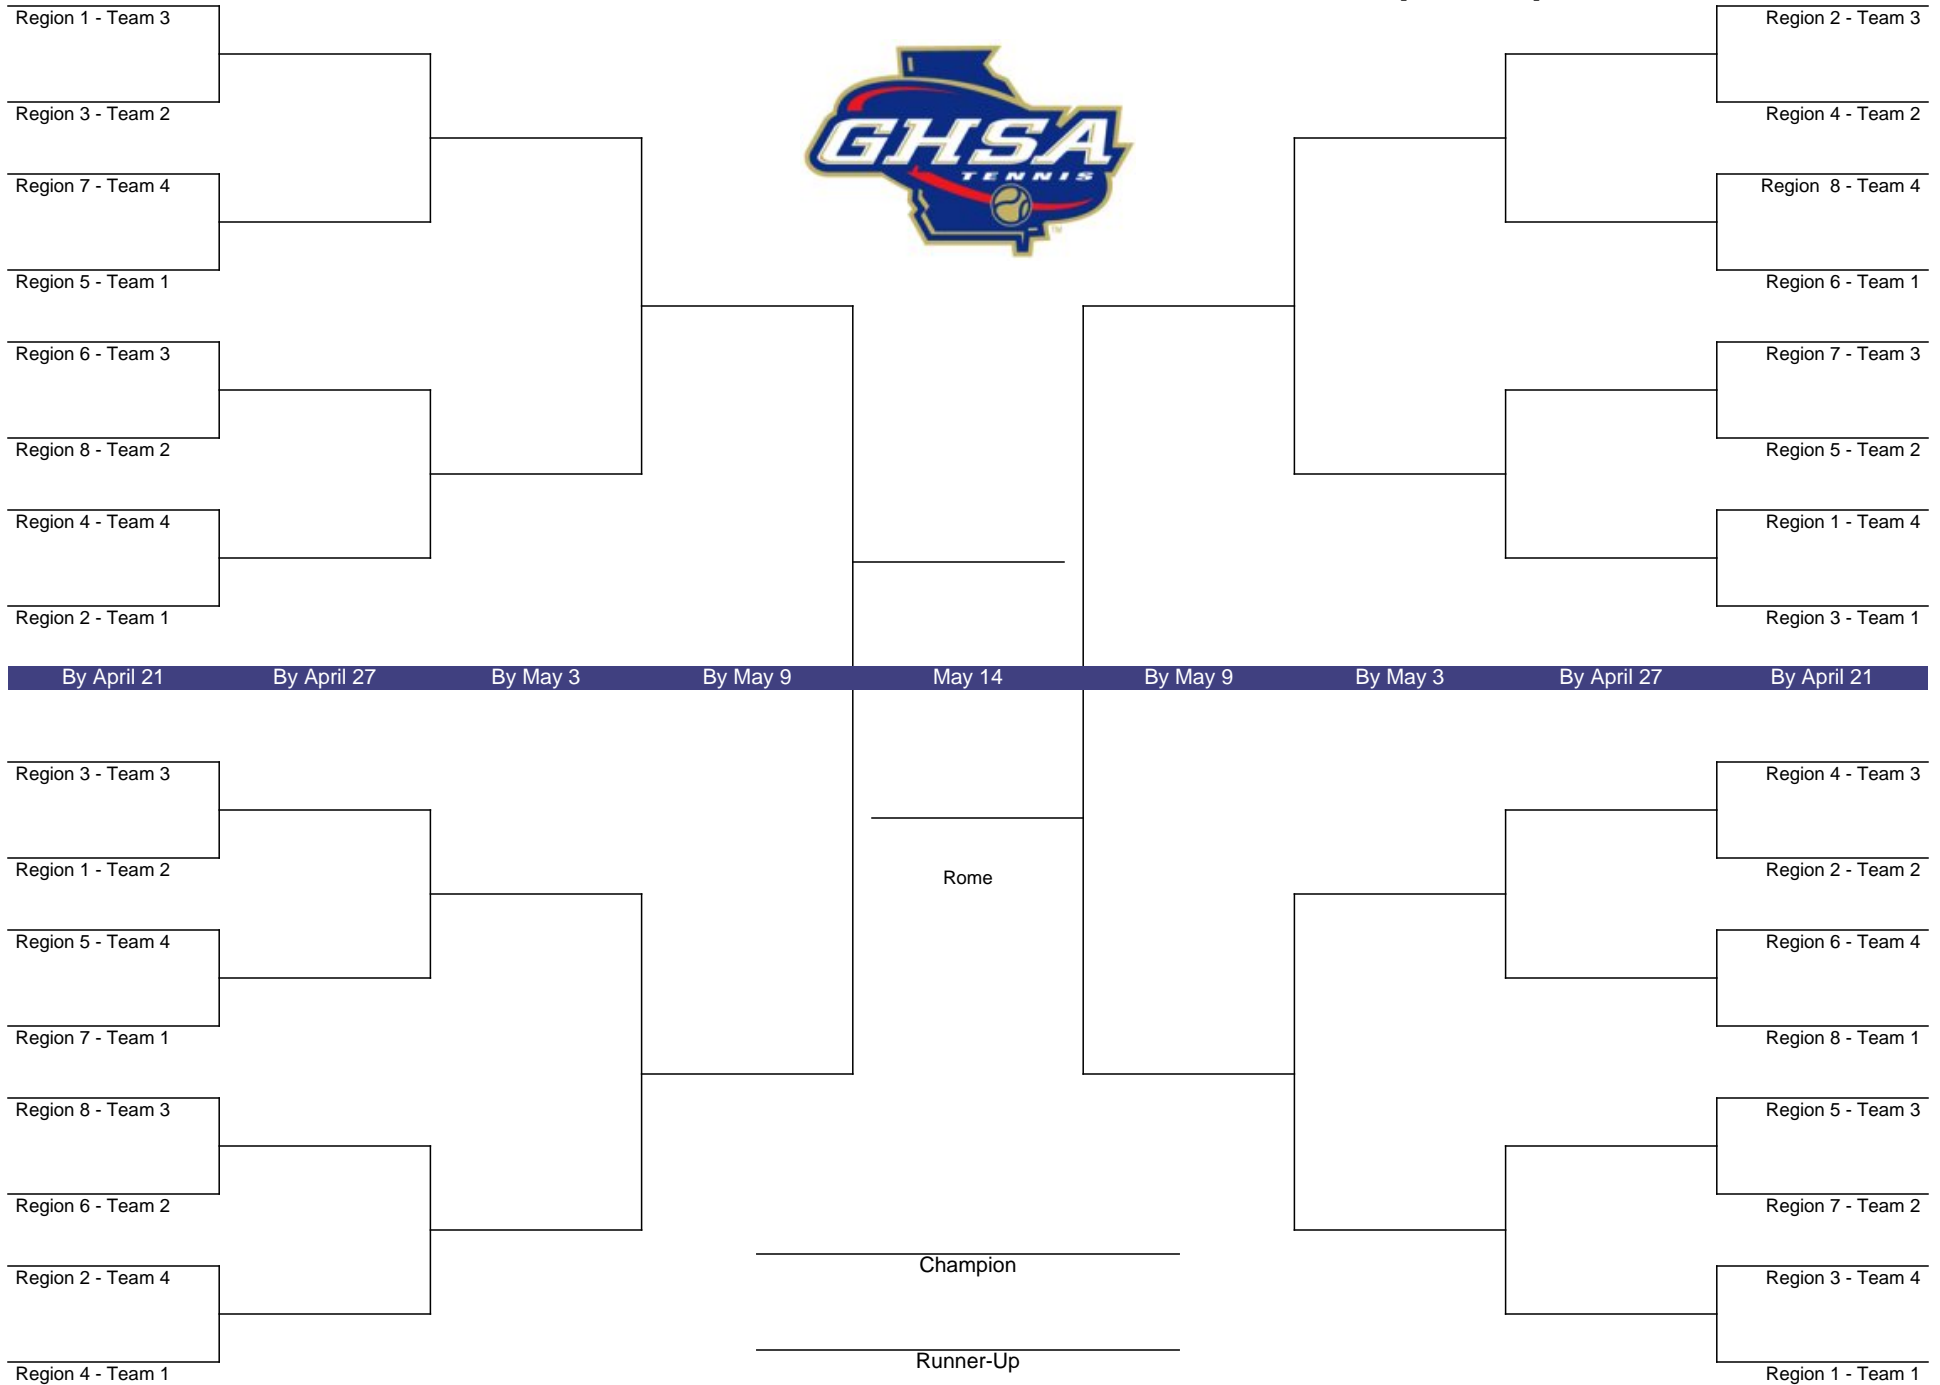 Region 1 - Team 3
Region 3 - Team 2
Region 7 - Team 4
Region 5 - Team 1
Region 6 - Team 3
Region 8 - Team 2
Region 4 - Team 4
Region 2 - Team 1
GHSA
TENNIS
TM
Region 2 - Team 3
Region 4 - Team 2
Region  8 - Team 4
Region 6 - Team 1
Region 7 - Team 3
Region 5 - Team 2
Region 1 - Team 4
Region 3 - Team 1
By April 21 By April 27 By May 3 By May 9 May 14 By May 9 By May 3 By April 27 By April 21
Region 3 - Team 3
Region 1 - Team 2
Region 5 - Team 4
Region 7 - Team 1
Region 8 - Team 3
Region 6 - Team 2
Region 2 - Team 4
Region 4 - Team 1
Rome
Champion
Runner-Up
Region 4 - Team 3
Region 2 - Team 2
Region 6 - Team 4
Region 8 - Team 1
Region 5 - Team 3
Region 7 - Team 2
Region 3 - Team 4
Region 1 - Team 1